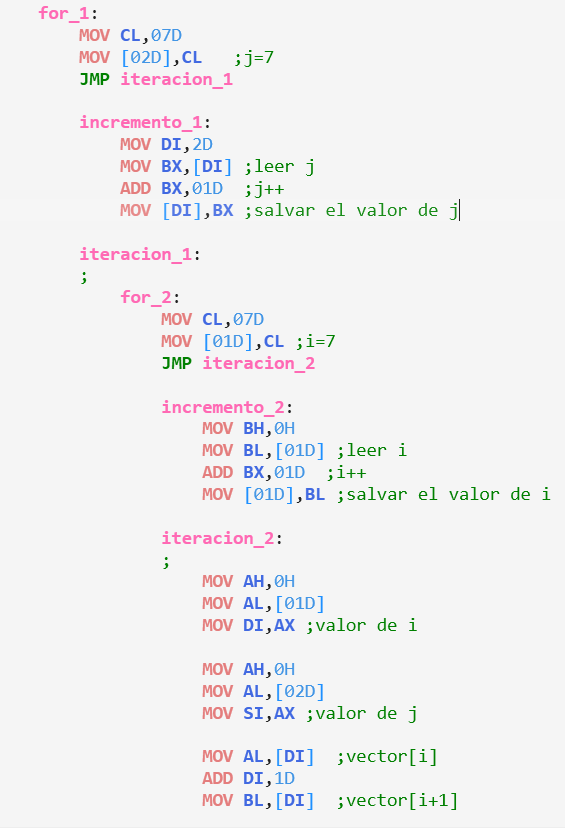 for_1:
MOV CL,07D
MOV [02D],CL ;j=7
JMP iteracion_1
incremento_1:
MOV DI,2D
MOV BX,[DI] ;leer j
ADD BX,01D ;j++
MOV [DI],BX ;salvar el valor de j
iteracion_1:
;
for_2:
MOV CL,07D
MOV [01D],CL ;i=7
JMP iteracion_2
incremento_2:
MOV BH,0H
MOV BL,[01D] ;leer i
ADD BX,01D ;i++
MOV [01D],BL ;salvar el valor de i
iteracion_2:
;
MOV AH,0H
MOV AL,[01D]
MOV DI,AX ;valor de i
MOV AH,0H
MOV AL,[02D]
MOV SI,AX ;valor de j
MOV AL,[DI] ;vector[i]
ADD DI,1D
MOV BL,[DI] ;vector[i+1]